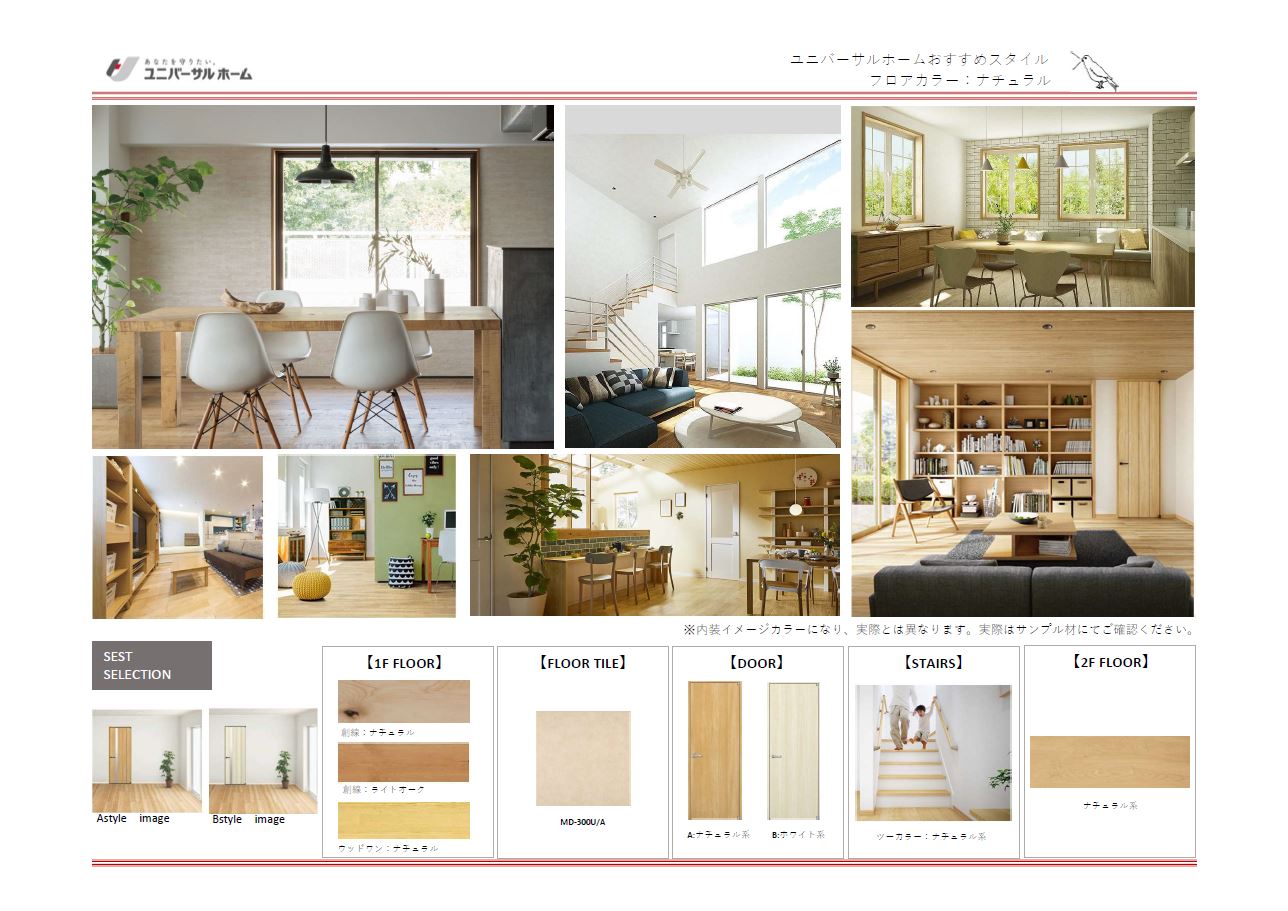 あなたを守りたい。
ユニバーサルホーム
ユニバーサルホームおすすめスタイル
フロアカラー：ナチュラル
※内装イメージカラーになり、実際とは異なります。実際はサンプル材にてご確認ください。
SEST
SELECTION
Astyle image
Bstyle image
【1F FLOOR】
創線：ナチュラル
創線：ライトオーク
ウッドワン：ナチュラル
【FLOOR TILE】
MD-300U/A
【DOOR】
A:ナチュラル系
B:ホワイト系
【STAIRS】
ツーカラー：ナチュラル系
【2F FLOOR】
ナチュラル系